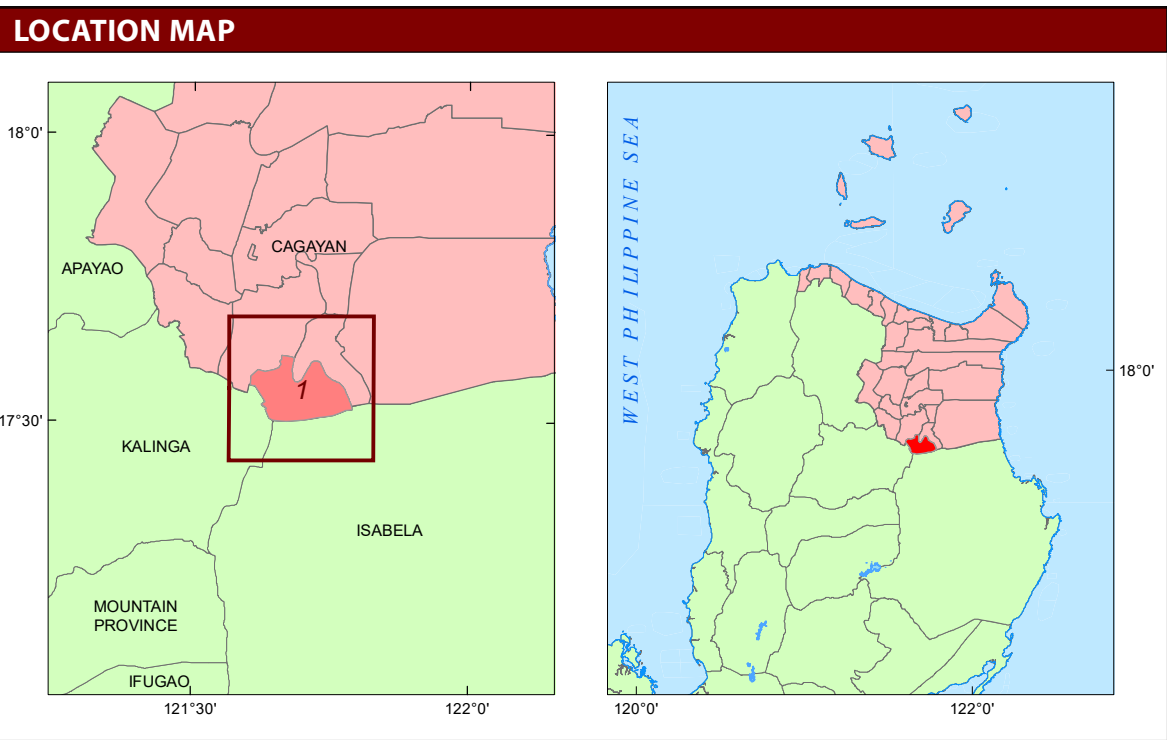 LOCATION MAP
18°0'
CAGAYAN
APAYAO
1
17°30'
KALINGA
ISABELA
MOUNTAIN
PROVINCE
IFUGAO
121°30'
122°0'
WEST PHILIPPINE SEA
18°0'
120°0'
122°0'